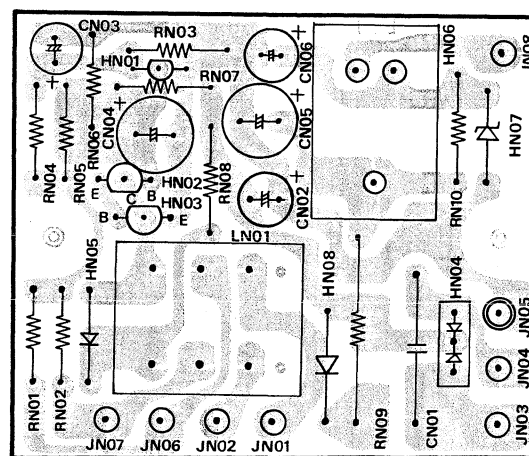 CN03
RN03
HN01
RN07
CN06
HN06
JN08
CN04
CN05
HN07
RN04
RN05
RN06
E
HN02
C
B
HN03
B
E
RN08
CN02
RN10
LN01
HN05
HN08
HN04
JN05
JN04
RN01
RN02
RN09
CN01
JN03
JN07
JN06
JN02
JN01